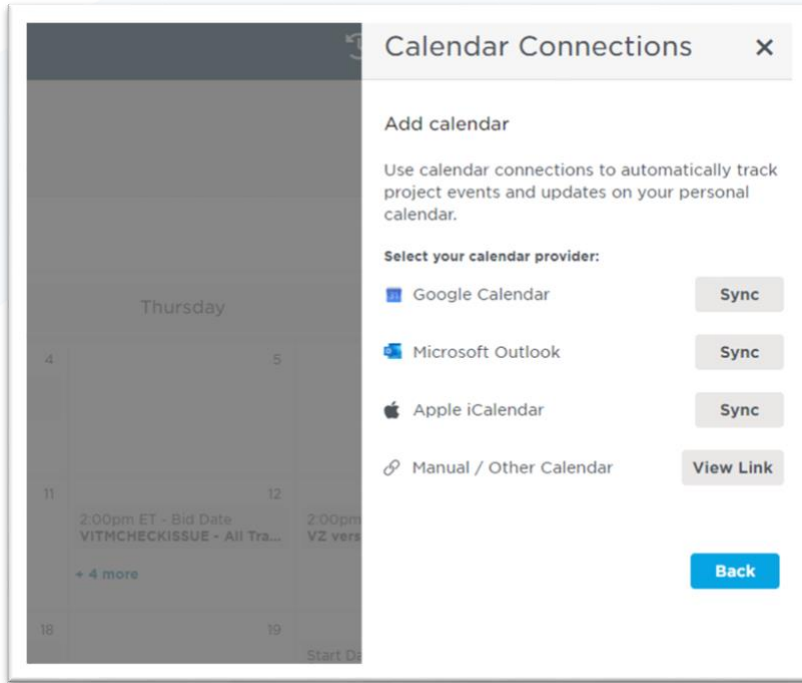 Calendar Connections
Add calendar
Use calendar connections to automatically track
project events and updates on your personal
calendar.
Select your calendar provider:
Google Calendar
Sync
Microsoft Outlook
Sync
Apple iCalendar
Sync
Manual / Other Calendar
View Link
Back
Thursday
4
5
11
12
2:00pm ET - Bid Date
VITMCHECKISSUE - All Tra...
+ 4 more
2:00pm
VZ vers
18
19
Start Da